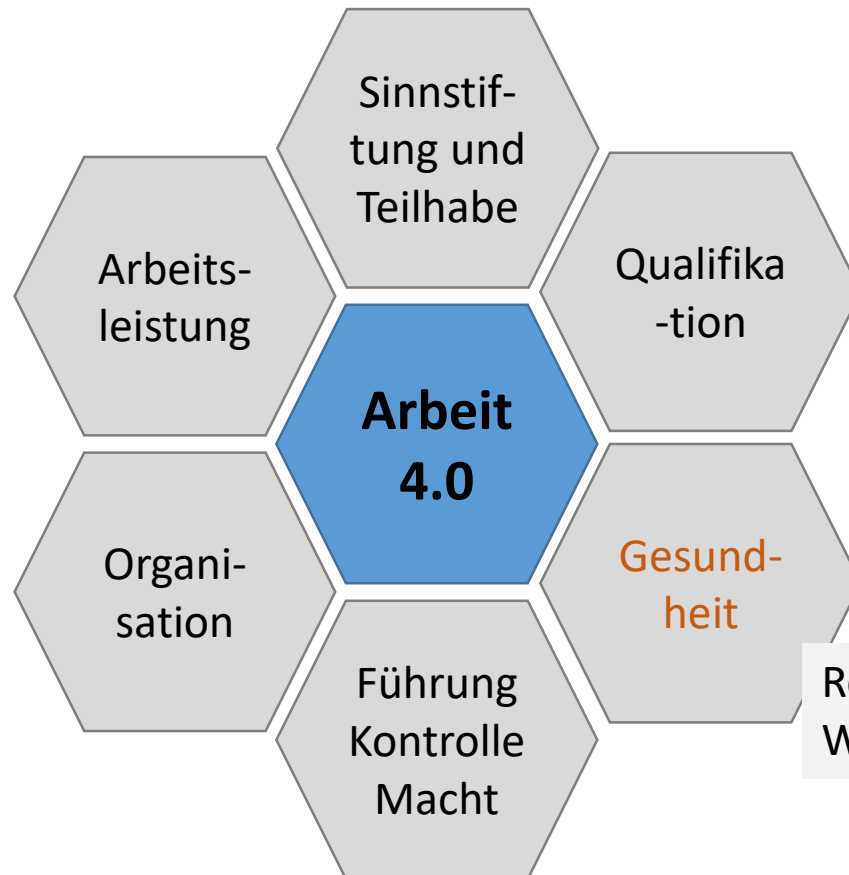 Sinnstif-
tung und
Teilhabe
Arbeits-
leistung
Qualifika
-tion
Arbeit
4.0
Organi-
sation
Gesund-
heit
Führung
Kontrolle
Macht